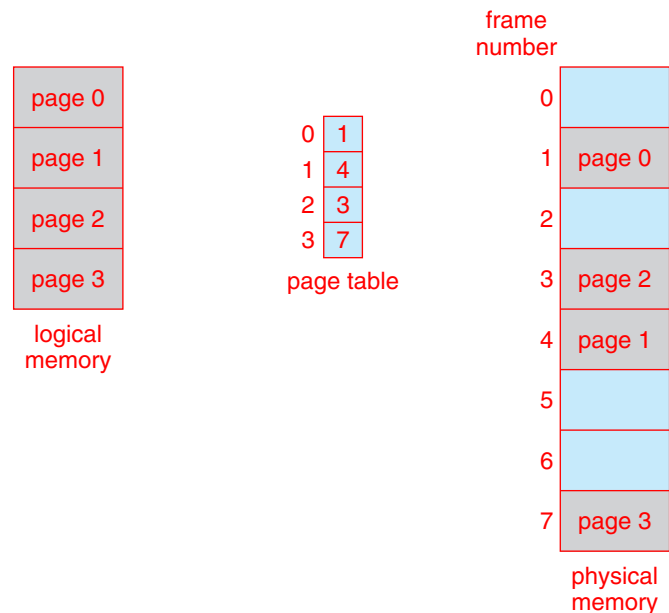 page 0
page 1
page 2
page 3
logical
memory
0 1
1 4
2 3
3 7
page table
frame
number
0
1 page 0
2
3 page 2
4 page 1
5
6
7 page 3
physical
memory